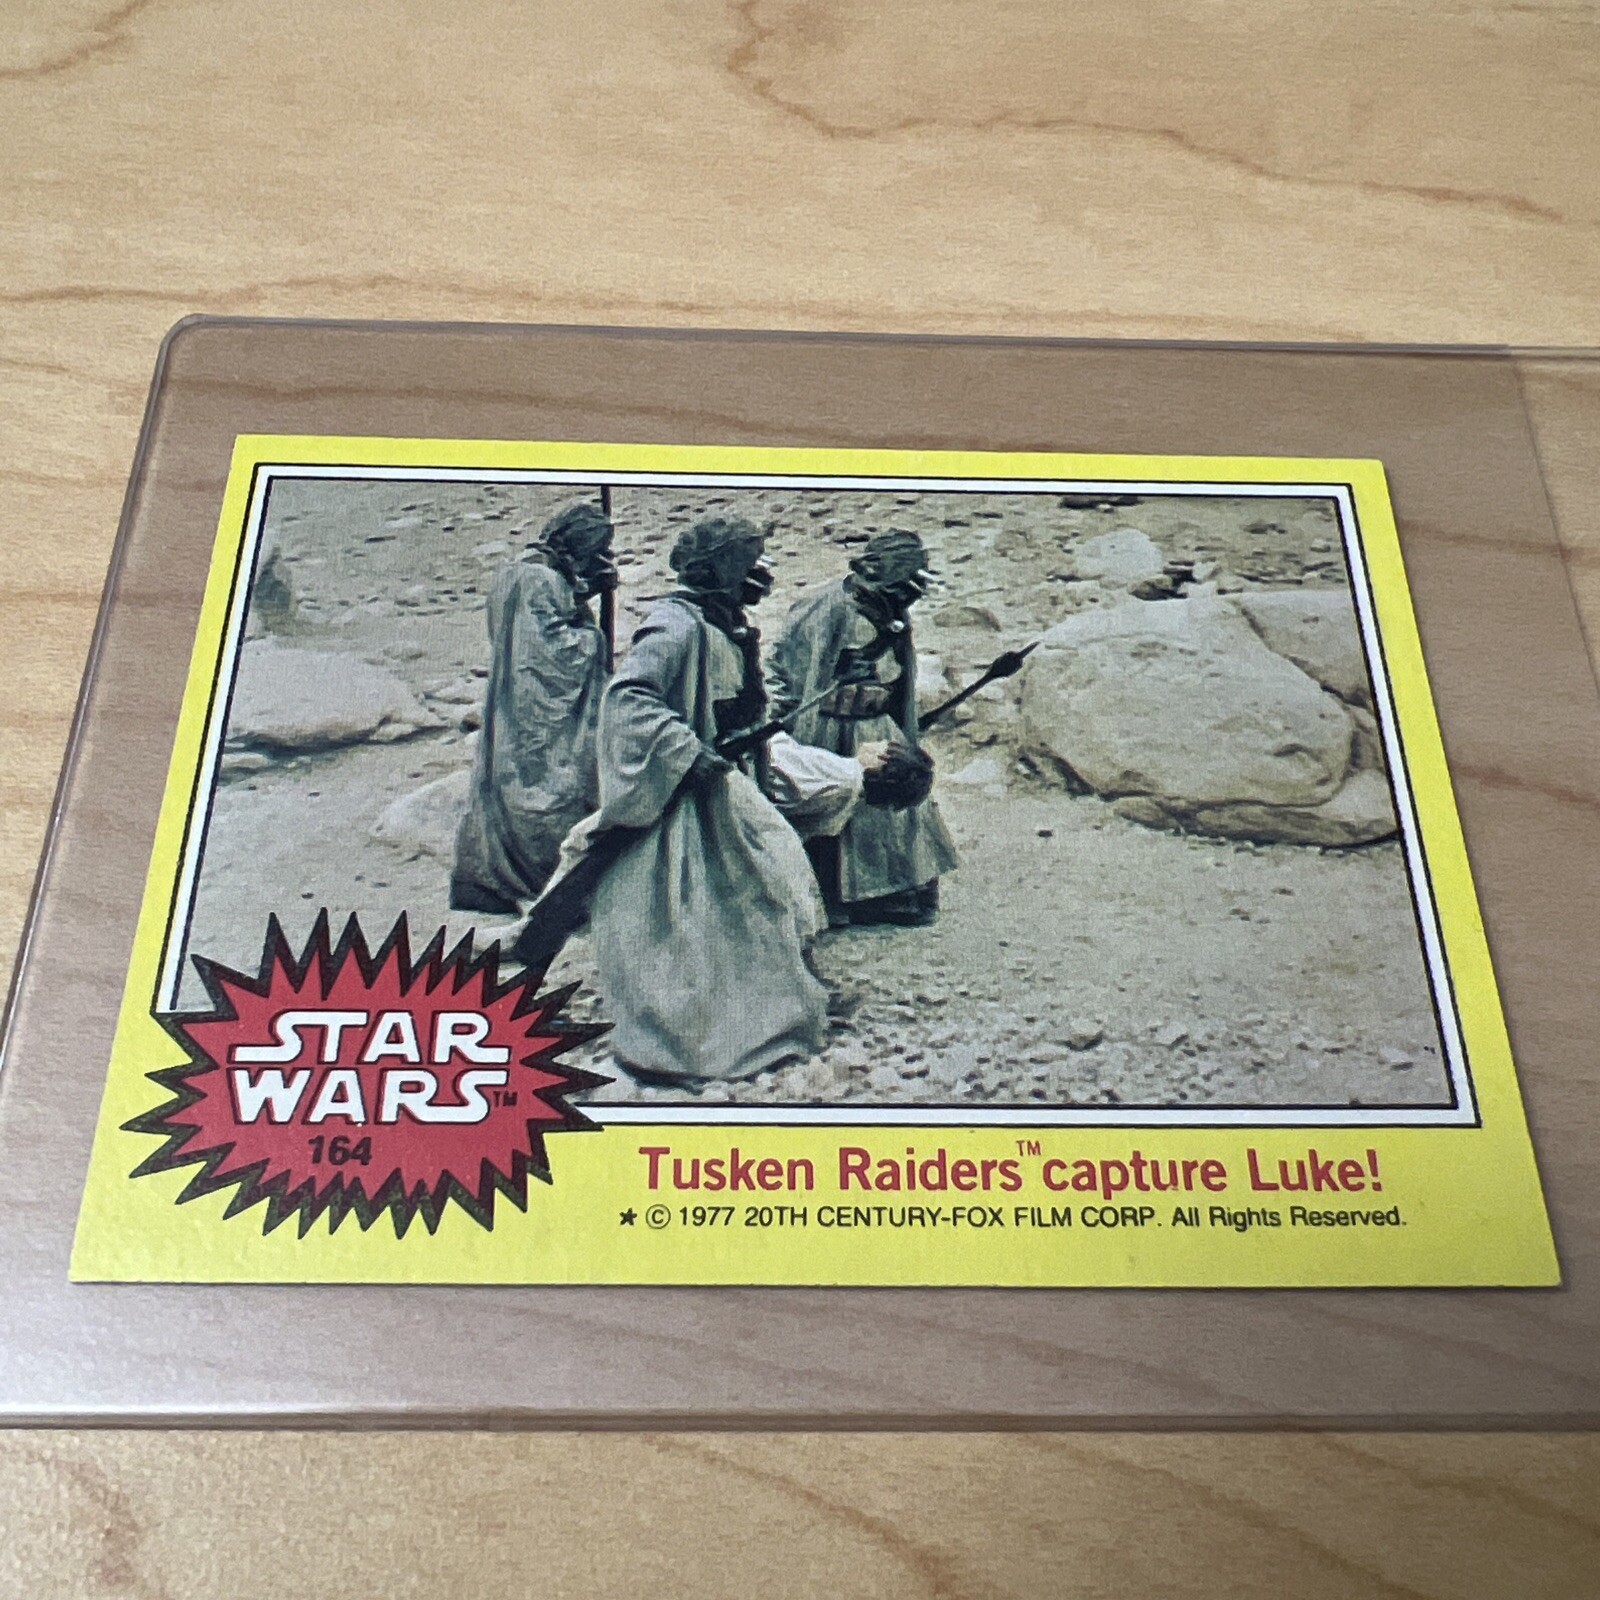 STAR
WARS™
164
Tusken Raiders™ capture Luke!
★ © 1977 20TH CENTURY-FOX FILM CORP. All Rights Reserved.